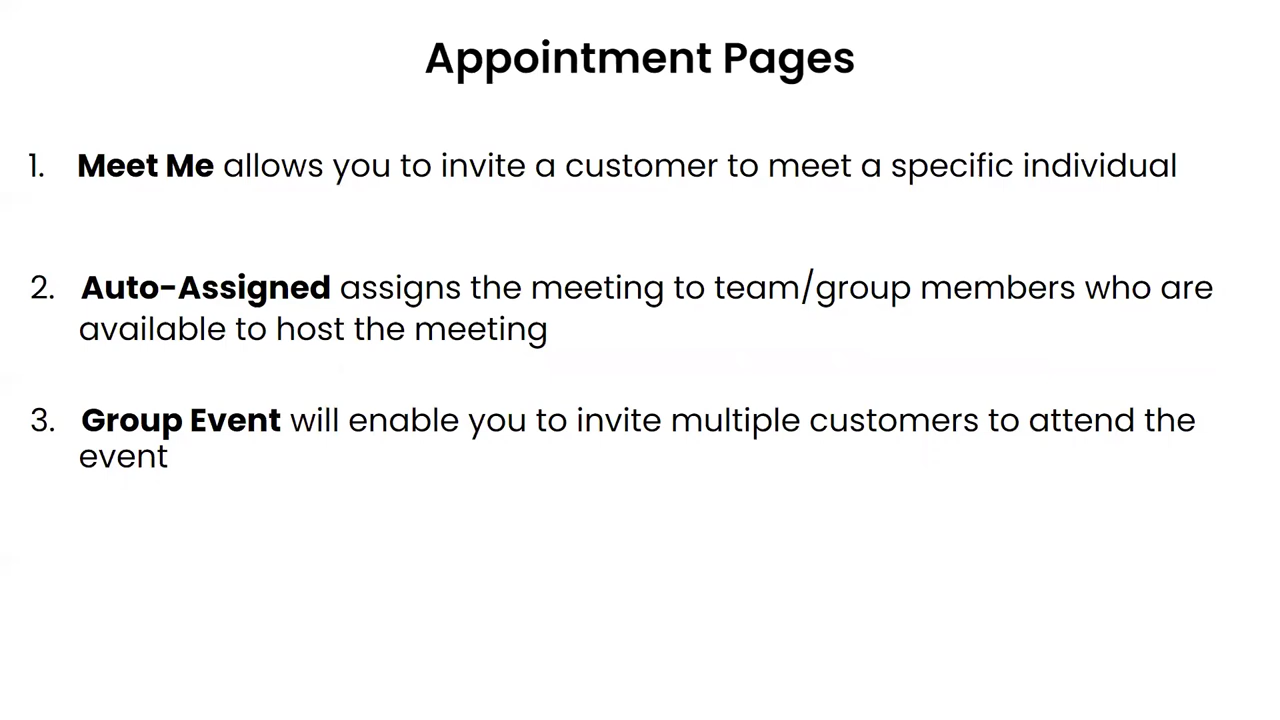 Appointment Pages
1. Meet Me allows you to invite a customer to meet a specific individual
2. Auto-Assigned assigns the meeting to team/group members who are
available to host the meeting
3. Group Event will enable you to invite multiple customers to attend the
event